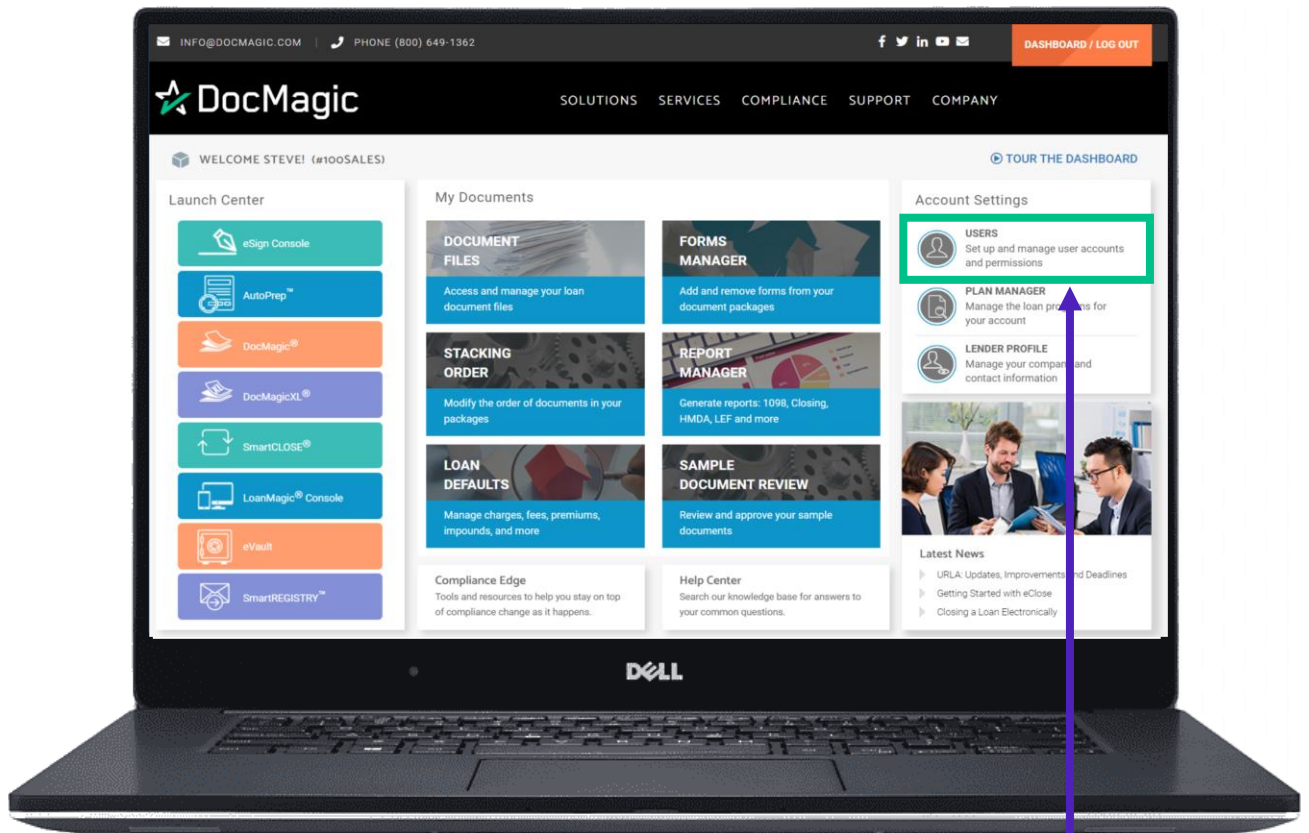 INFO@DOCMAGIC.COM | PHONE (800) 649-1362
DASHBOARD / LOG OUT
DocMagic
SOLUTIONS SERVICES COMPLIANCE SUPPORT COMPANY
WELCOME STEVE! (#100SALES)
TOUR THE DASHBOARD
Launch Center
eSign Console
AutoPrep™
DocMagic®
DocMagicXL®
SmartCLOSE®
LoanMagic® Console
eVault
SmartREGISTRY™
My Documents
DOCUMENT
FILES
Access and manage your loan
document files
FORMS
MANAGER
Add and remove forms from your
document packages
STACKING
ORDER
Modify the order of documents in your
packages
REPORT
MANAGER
Generate reports: 1098, Closing,
HMDA, LEF and more
LOAN
DEFAULTS
Manage charges, fees, premiums,
impounds, and more
SAMPLE
DOCUMENT REVIEW
Review and approve your sample
documents
Compliance Edge
Tools and resources to help you stay on top
of compliance change as it happens.
Help Center
Search our knowledge base for answers to
your common questions.
Account Settings
USERS
Set up and manage user accounts
and permissions
PLAN MANAGER
Manage the loan for
your account
LENDER PROFILE
Manage your company and
contact information
Latest News
URLA: Updates, Improvements and Deadlines
Getting Started with eClose
Closing a Loan Electronically
DELL